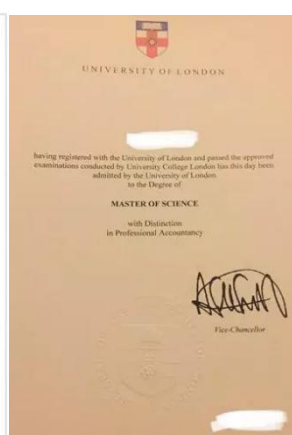 UNIVERSITY OF LONDON
having registered with the University of London and passed the approved
examinations conducted by University College London has this day been
admitted by the University of London
to the Degree of
MASTER OF SCIENCE
with Distinction
in Professional Accountancy
Vice-Chancellor